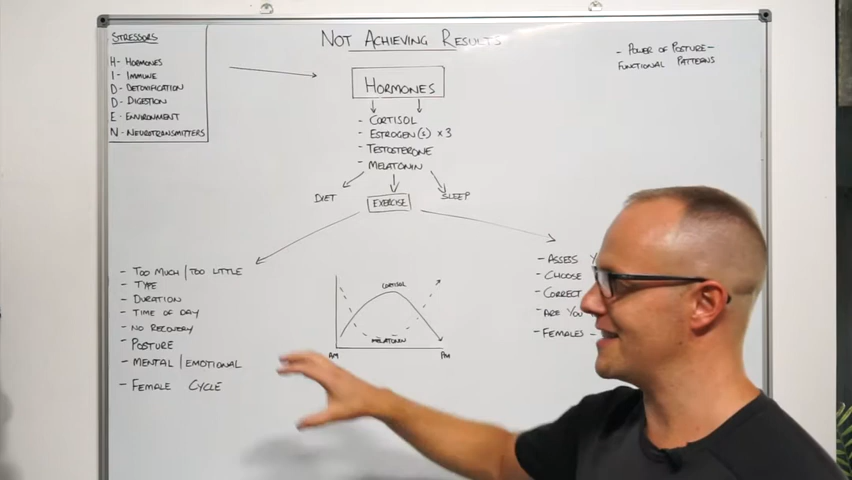 NOT ACHIEVING RESULTS
STRESSORS
H- HORMONES
I- IMMUNE
D- DETOXIFICATION
D- DIGESTION
E- ENVIRONMENT
N- NEUROTRANSMITTERS
- POWER OF POSTURE-
FUNCTIONAL PATTERNS
HORMONES
- CORTISOL
- ESTROGEN(S) x 3
- TESTOSTERONE
- MELATONIN
DIET
EXERCISE
SLEEP
- TOO MUCH/TOO LITTLE
- TYPE
- DURATION
- TIME OF DAY
- NO RECOVERY
- POSTURE
- MENTAL/EMOTIONAL
- FEMALE CYCLE
CORTISOL
MELATONIN
AM
PM
- ASSESS
- CHOOSE
- CORRECT
- ARE YOU
- FEMALES -